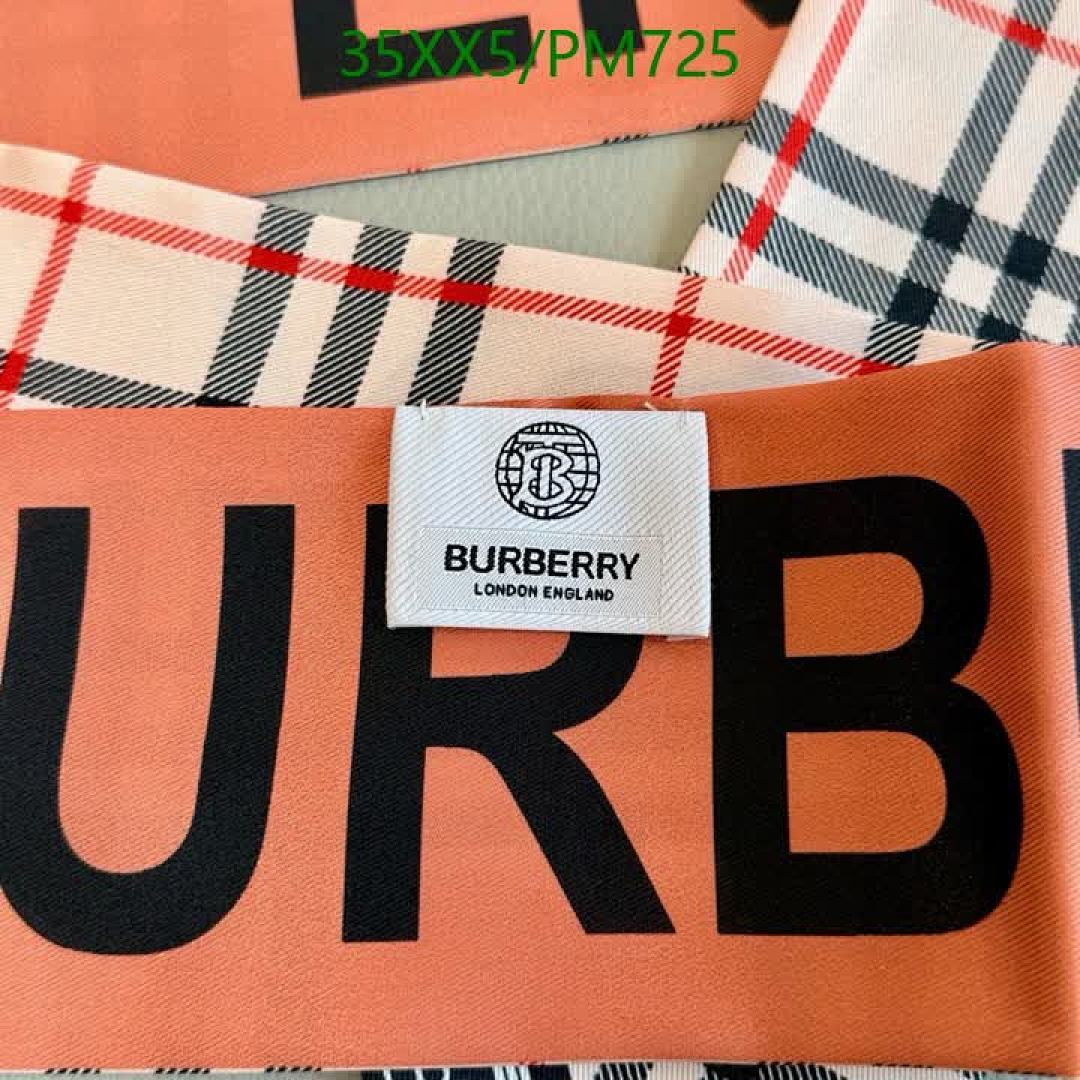 35XX5/PM725
B
BURBERRY
LONDON ENGLAND
URB